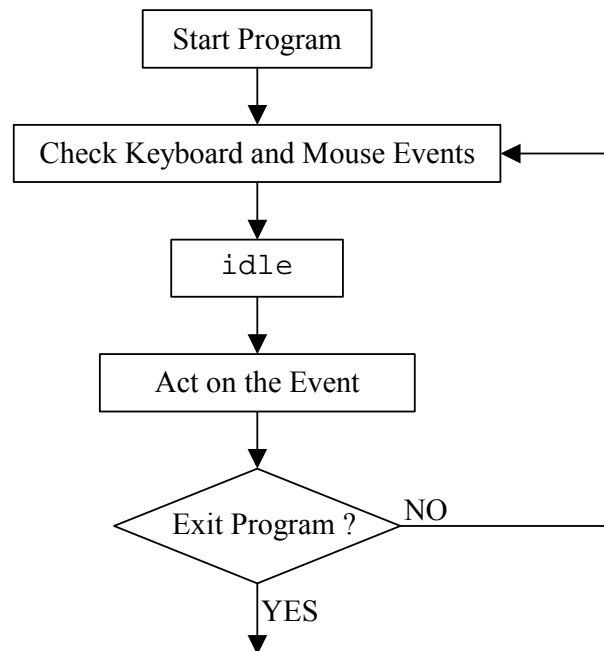 Start Program
Check Keyboard and Mouse Events
idle
Act on the Event
Exit Program ?
NO
YES